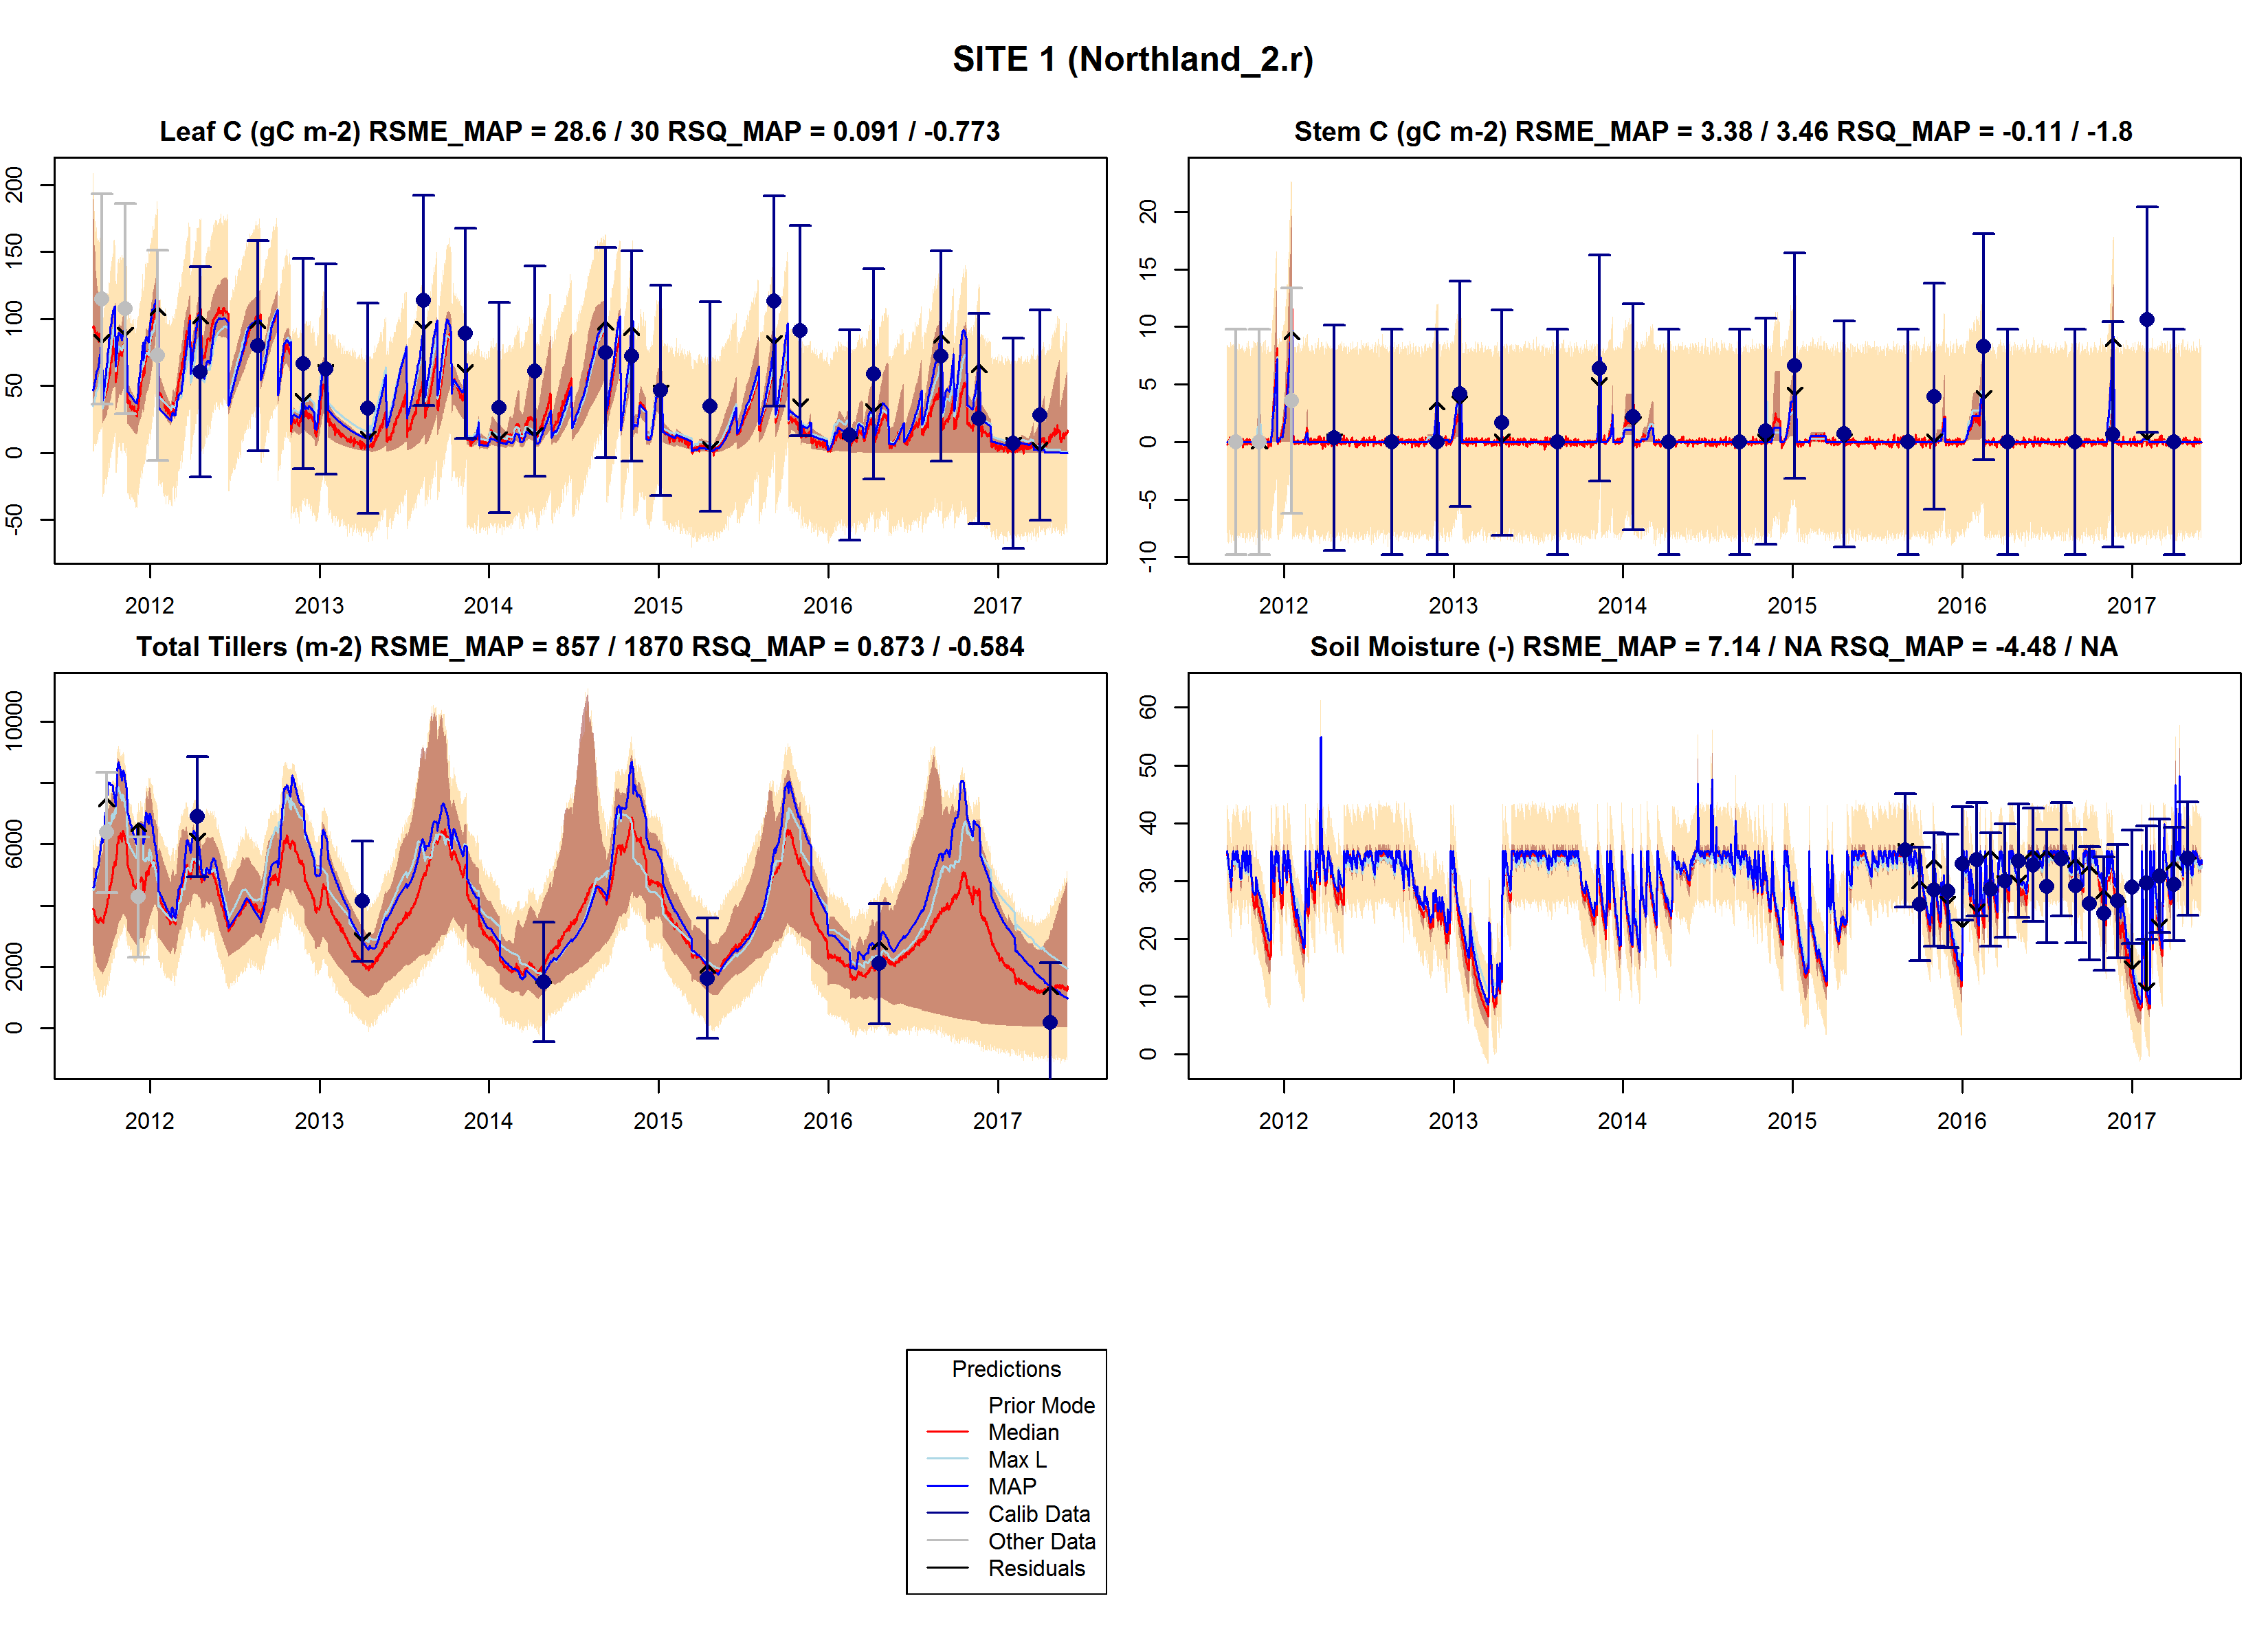 SITE 1 (Northland_2.r)
Leaf C (gC m-2) RSME_MAP = 28.6 / 30 RSQ_MAP = 0.091 / -0.773
200
150
100
50
0
-50
2012 2013 2014 2015 2016 2017
Stem C (gC m-2) RSME_MAP = 3.38 / 3.46 RSQ_MAP = -0.11 / -1.8
20
15
10
5
0
-5
-10
2012 2013 2014 2015 2016 2017
Total Tillers (m-2) RSME_MAP = 857 / 1870 RSQ_MAP = 0.873 / -0.584
10000
6000
2000
0
2012 2013 2014 2015 2016 2017
Soil Moisture (-) RSME_MAP = 7.14 / NA RSQ_MAP = -4.48 / NA
60
50
40
30
20
10
0
2012 2013 2014 2015 2016 2017
Predictions
Prior Mode
Median
Max L
MAP
Calib Data
Other Data
Residuals